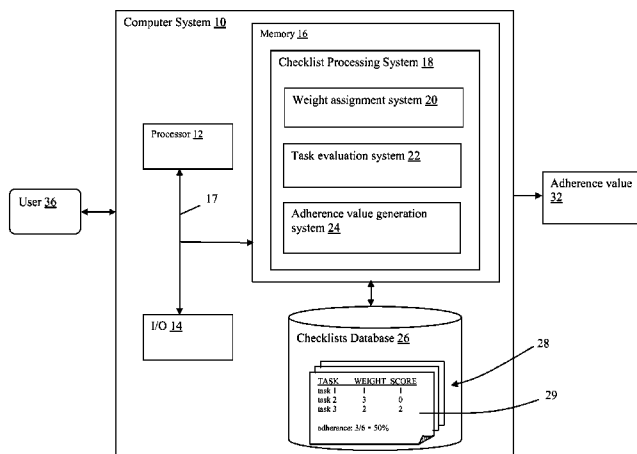 Computer System 10
Memory 16
Checklist Processing System 18
Weight assignment system 20
Processor 12
Task evaluation system 22
User 36
17
Adherence value
32
Adherence value generation
system 24
I/O 14
Checklists Database 26
28
TASK WEIGHT SCORE
task 1 1 1
task 2 3 0
task 3 2 2
adherence: 3/6 = 50%
29